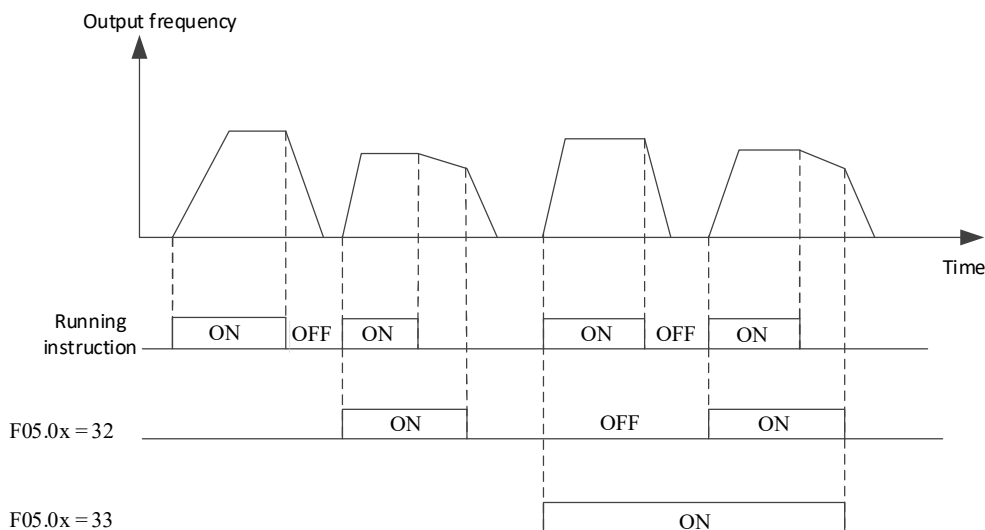 Output frequency
Time
Running
instruction
ON
OFF
ON
ON
OFF
ON
F05.0x = 32
ON
OFF
ON
F05.0x = 33
ON